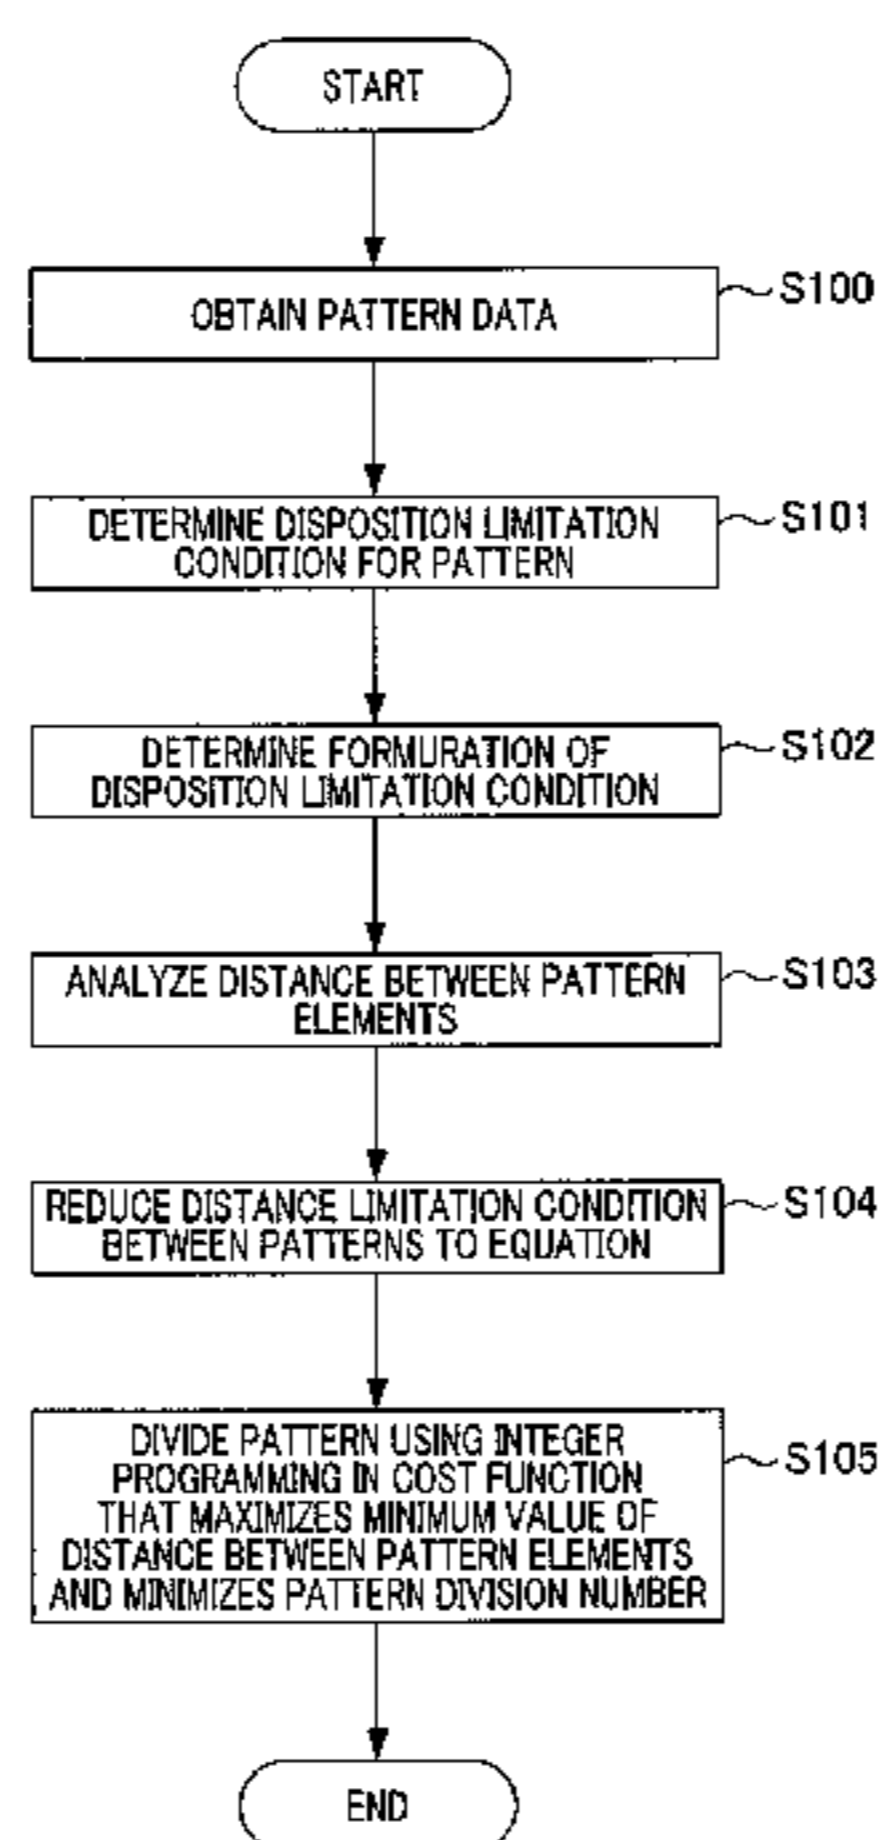 START
OBTAIN PATTERN DATA
S100
DETERMINE DISPOSITION LIMITATION
CONDITION FOR PATTERN
S101
DETERMINE FORMURATION OF
DISPOSITION LIMITATION CONDITION
S102
ANALYZE DISTANCE BETWEEN PATTERN
ELEMENTS
S103
REDUCE DISTANCE LIMITATION CONDITION
BETWEEN PATTERNS TO EQUATION
S104
DIVIDE PATTERN USING INTEGER
PROGRAMMING IN COST FUNCTION
THAT MAXIMIZES MINIMUM VALUE OF
DISTANCE BETWEEN PATTERN ELEMENTS
AND MINIMIZES PATTERN DIVISION NUMBER
S105
END